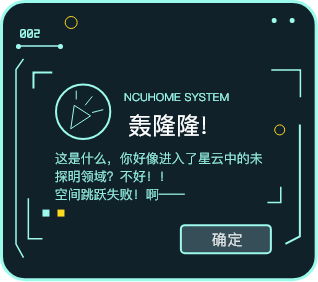 002
NCUHOME SYSTEM
轰隆隆!
这是什么，你好像进入了星云中的未
探明领域？不好！！
空间跳跃失败！啊——
确定